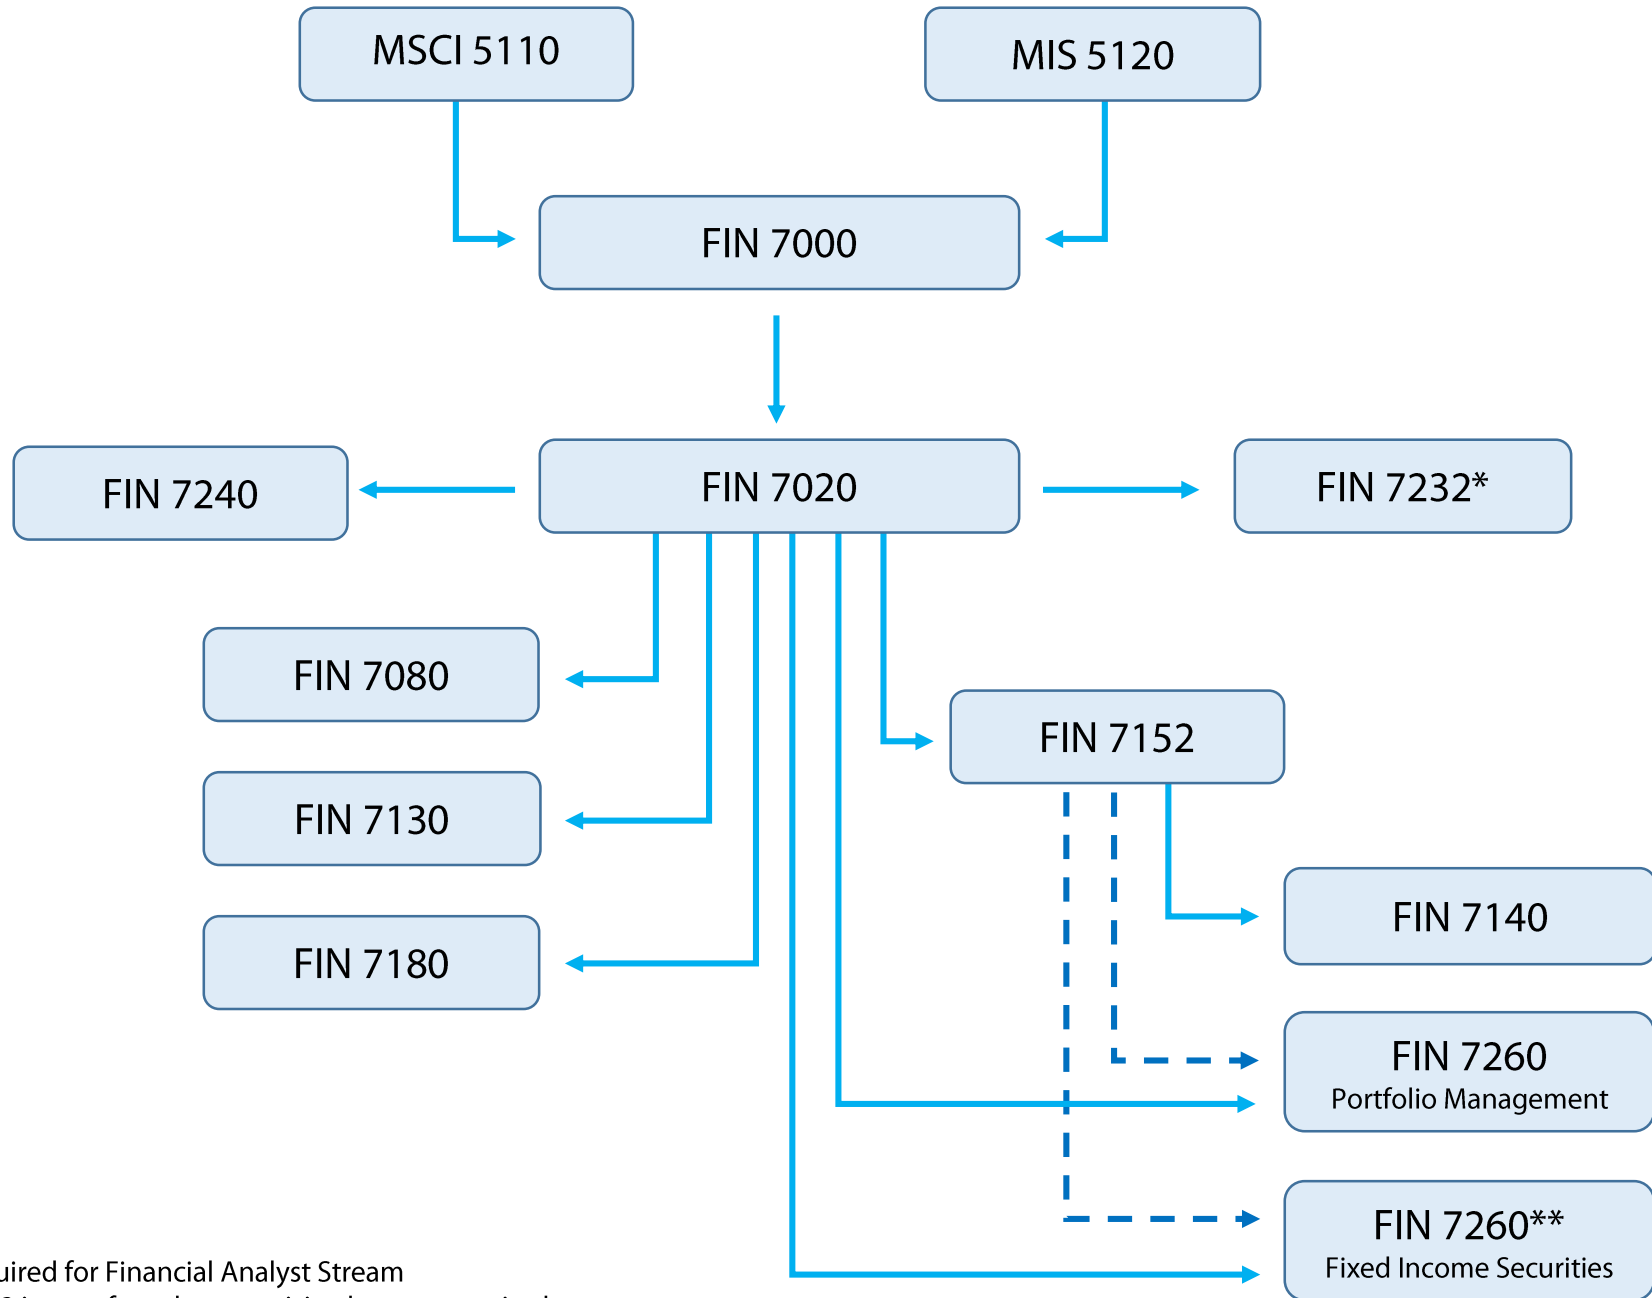 MSCI 5110
MIS 5120
FIN 7000
FIN 7240
FIN 7020
FIN 7232*
FIN 7080
FIN 7152
FIN 7130
FIN 7140
FIN 7180
FIN 7260
Portfolio Management
FIN 7260**
Fixed Income Securities
for Financial Analyst Stream